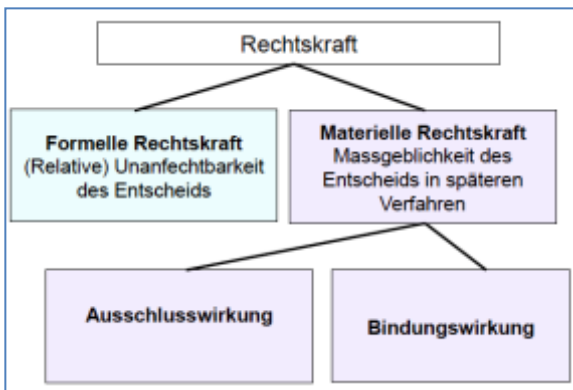 Rechtskraft
Formelle Rechtskraft
(Relative) Unanfechtbarkeit
des Entscheids
Materielle Rechtskraft
Massgeblichkeit des
Entscheids in späteren
Verfahren
Ausschlusswirkung
Bindungswirkung